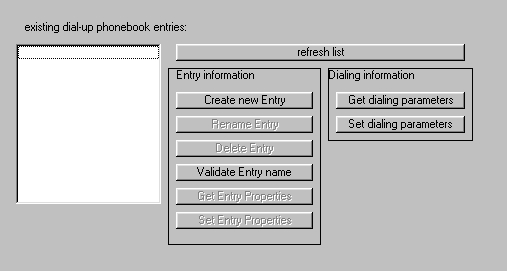 existing dial-up phonebook entries:
refresh list
Entry information
Dialing information
Create new Entry
Get dialing parameters
Rename Entry
Set dialing parameters
Delete Entry
Validate Entry name
Get Entry Properties
Set Entry Properties